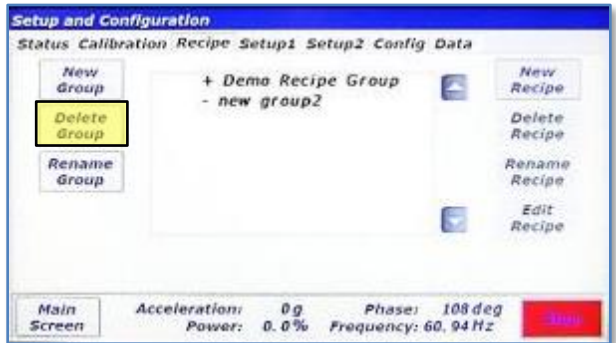 Setup and Configuration
Status Calibration Recipe Setup1 Setup2 Config Data
New
Group
Delete
Group
Rename
Group
+ Demo Recipe Group
- new group2
New
Recipe
Delete
Recipe
Rename
Recipe
Edit
Recipe
Main
Screen
Acceleration: 0 g Phase: 108 deg
Power: 0.0% Frequency: 60.94 Hz